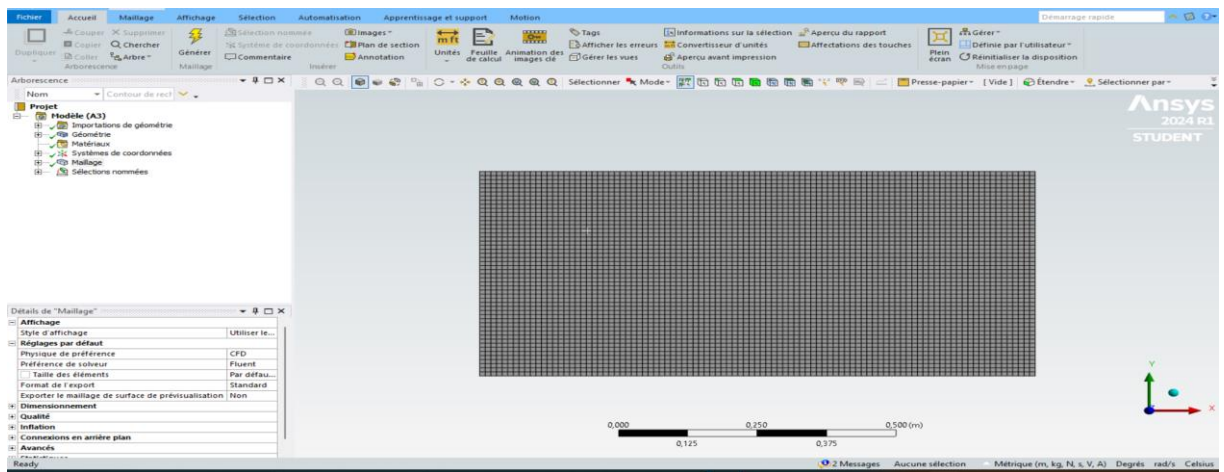 Fichier Accueil Maillage Affichage Sélection Automatisation Apprentissage et support Motion Démarrage rapide
Dupliquer
Couper
Supprimer
Copier
Chercher
Coller
Arbre
Arborescence
Générer
Maillage
Sélection nommée
Système de coordonnées
Commentaire
Images
Plan de section
Annotation
Insérer
Unités
Feuille de calcul
Animation des images clé
Tags
Afficher les erreurs
Gérer les vues
Informations sur la sélection
Convertisseur d'unités
Aperçu avant impression
Aperçu du rapport
Affectations des touches
Outils
Plein écran
Gérer
Définie par l'utilisateur
Réinitialiser la disposition
Mise en page
Arborescence
Sélectionner Mode Presse-papier [Vide] Étendre Sélectionner par
Nom Contour de rec
Projet
Modèle (A3)
Importations de géométrie
Géométrie
Matériaux
Systèmes de coordonnées
Maillage
Sélections nommées
Ansys
2024 R1
STUDENT
Détails de "Maillage"
Affichage
Style d'affichage Utiliser le...
Réglages par défaut
Physique de préférence CFD
Préférence de solveur Fluent
Taille des éléments Par défau...
Format de l'export Standard
Exporter le maillage de surface de prévisualisation Non
Dimensionnement
Qualité
Inflation
Connexions en arrière plan
Avancés
0,000 0,250 0,500 (m)
0,125 0,375
Y
X
Ready 2 Messages Aucune sélection Métrique (m, kg, N, s, V, A) Degrés rad/s Celsius